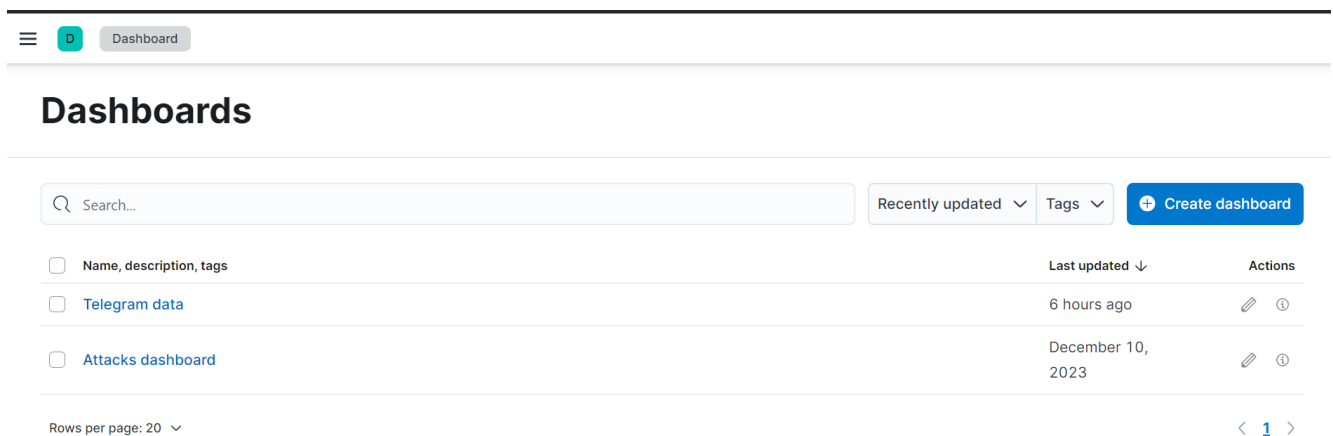 D Dashboard
Dashboards
Search... Recently updated Tags Create dashboard
Name, description, tags Last updated Actions
Telegram data 6 hours ago
Attacks dashboard December 10,
2023
Rows per page: 20 1